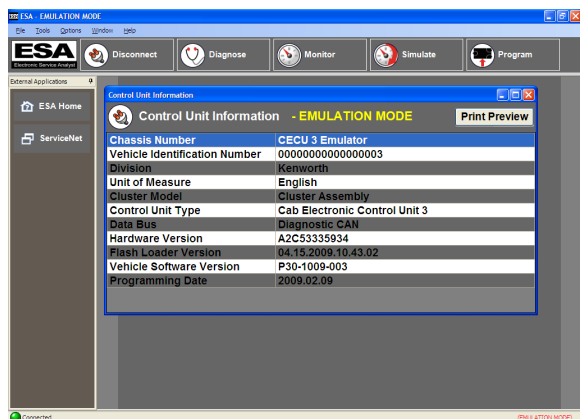 ESA - EMULATION MODE
File Tools Options Window Help
ESA
Electronic Service Analyst
Disconnect Diagnose Monitor Simulate Program
External Applications
ESA Home
ServiceNet
Control Unit Information
Control Unit Information - EMULATION MODE Print Preview
Chassis Number CECU 3 Emulator
Vehicle Identification Number 00000000000000003
Division Kenworth
Unit of Measure English
Cluster Model Cluster Assembly
Control Unit Type Cab Electronic Control Unit 3
Data Bus Diagnostic CAN
Hardware Version A2C53335934
Flash Loader Version 04.15.2009.10.43.02
Vehicle Software Version P30-1009-003
Programming Date 2009.02.09
Connected (EMULATION MODE)